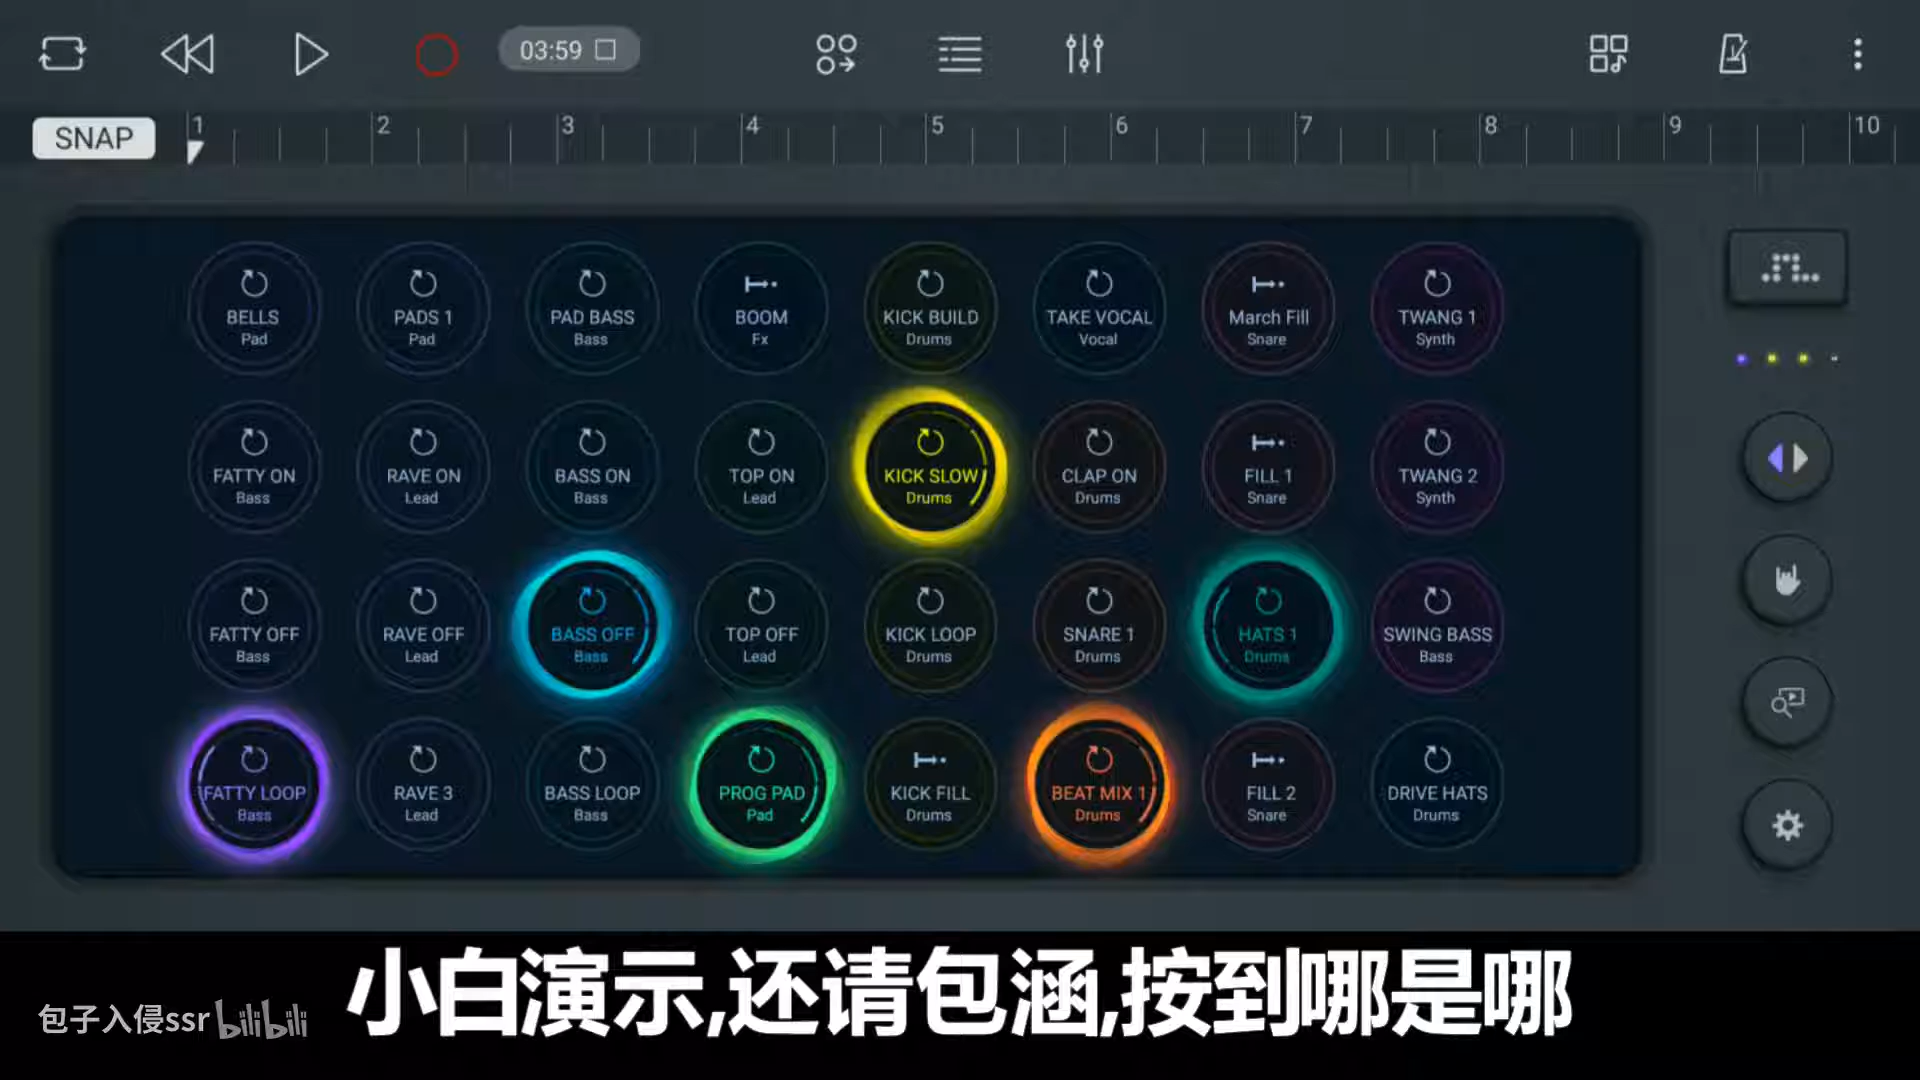 03:59
SNAP
1 2 3 4 5 6 7 8 9 10
BELLS
Pad
PADS 1
Pad
PAD BASS
Bass
BOOM
Fx
KICK BUILD
Drums
TAKE VOCAL
Vocal
March Fill
Snare
TWANG 1
Synth
FATTY ON
Bass
RAVE ON
Lead
BASS ON
Bass
TOP ON
Lead
KICK SLOW
Drums
CLAP ON
Drums
FILL 1
Snare
TWANG 2
Synth
FATTY OFF
Bass
RAVE OFF
Lead
BASS OFF
Bass
TOP OFF
Lead
KICK LOOP
Drums
SNARE 1
Drums
HATS 1
Drums
SWING BASS
Bass
FATTY LOOP
Bass
RAVE 3
Lead
BASS LOOP
Bass
PROG PAD
Pad
KICK FILL
Drums
BEAT MIX 1
Drums
FILL 2
Snare
DRIVE HATS
Drums
小白演示,还请包涵,按到哪是哪
包子入侵ssr bilibili